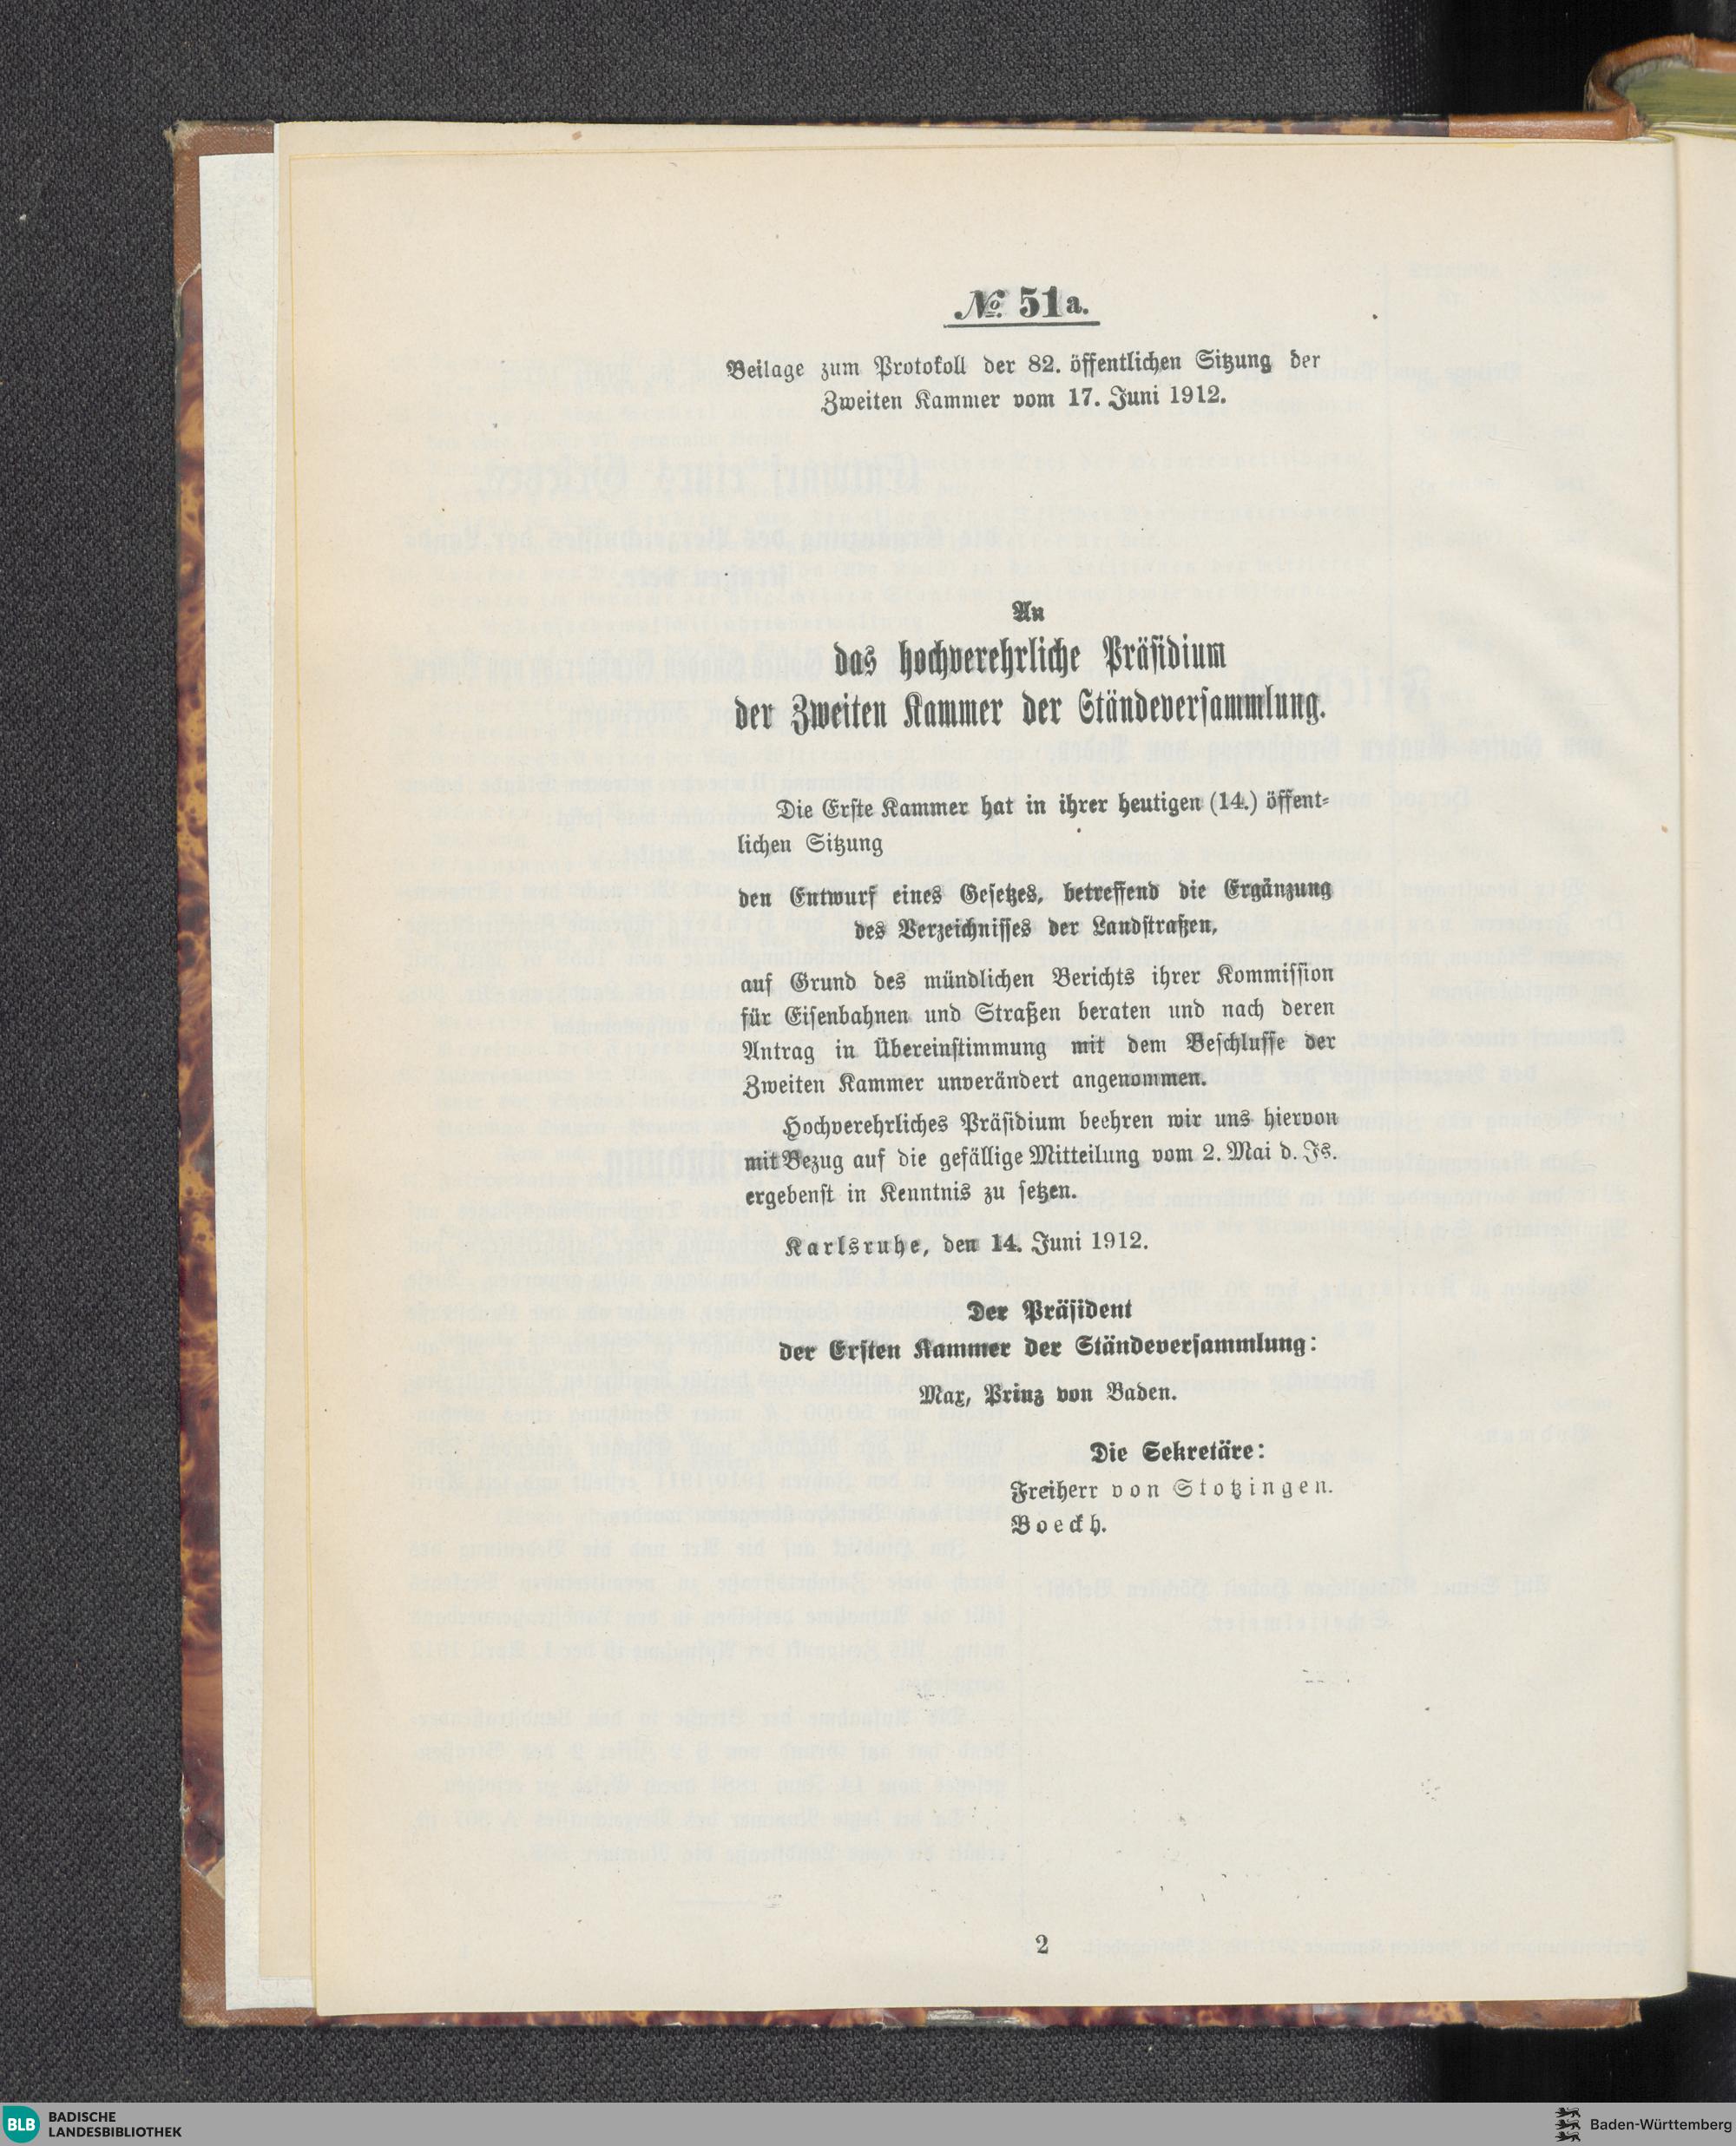 № 51a.
Beilage zum Protokoll der 82. öffentlichen Sitzung der
Zweiten Kammer vom 17. Juni 1912.
An
das hochverehrliche Präsidium
der Zweiten Kammer der Ständeversammlung.
Die Erste Kammer hat in ihrer heutigen (14.) öffent-
lichen Sitzung
den Entwurf eines Gesetzes, betreffend die Ergänzung
des Verzeichnisses der Landstraßen,
auf Grund des mündlichen Berichts ihrer Kommission
für Eisenbahnen und Straßen beraten und nach deren
Antrag in Übereinstimmung mit dem Beschlusse der
Zweiten Kammer unverändert angenommen.
Hochverehrliches Präsidium beehren wir uns hiervon
mit Bezug auf die gefällige Mitteilung vom 2. Mai d. Js.
ergebenst in Kenntnis zu setzen.
Karlsruhe, den 14. Juni 1912.
Der Präsident
der Ersten Kammer der Ständeversammlung:
Max, Prinz von Baden.
Die Sekretäre:
Freiherr von Stotzingen.
Boeckh.
2
BLB BADISCHE
LANDESBIBLIOTHEK
Baden-Württemberg